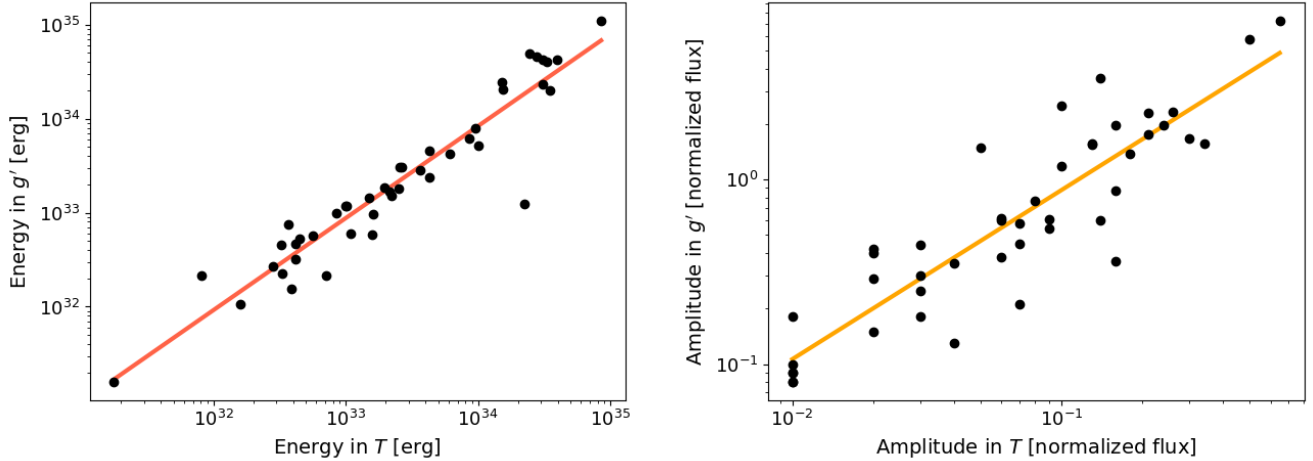 10^35
10^34
10^33
10^32
Energy in g′ [erg]
10^32 10^33 10^34 10^35
Energy in T [erg]
10^0
10^−1
Amplitude in g′ [normalized flux]
10^−2 10^−1
Amplitude in T [normalized flux]